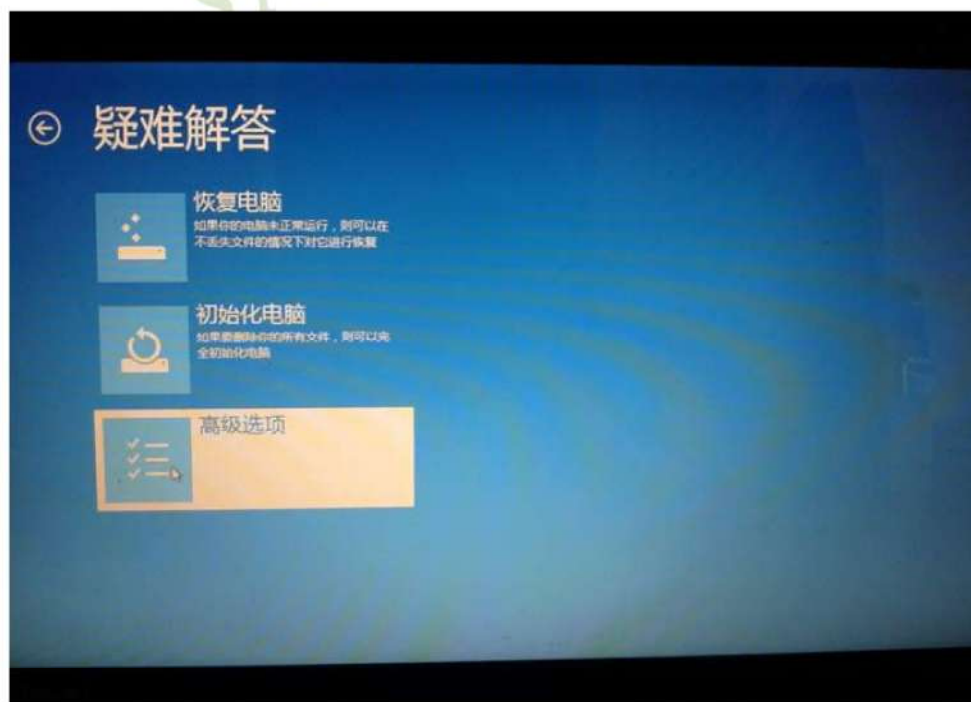 疑难解答
恢复电脑
如果你的电脑未正常运行，则可以在
不丢失文件的情况下对它进行恢复
初始化电脑
如果要删除你的所有文件，则可以完
全初始化电脑
高级选项